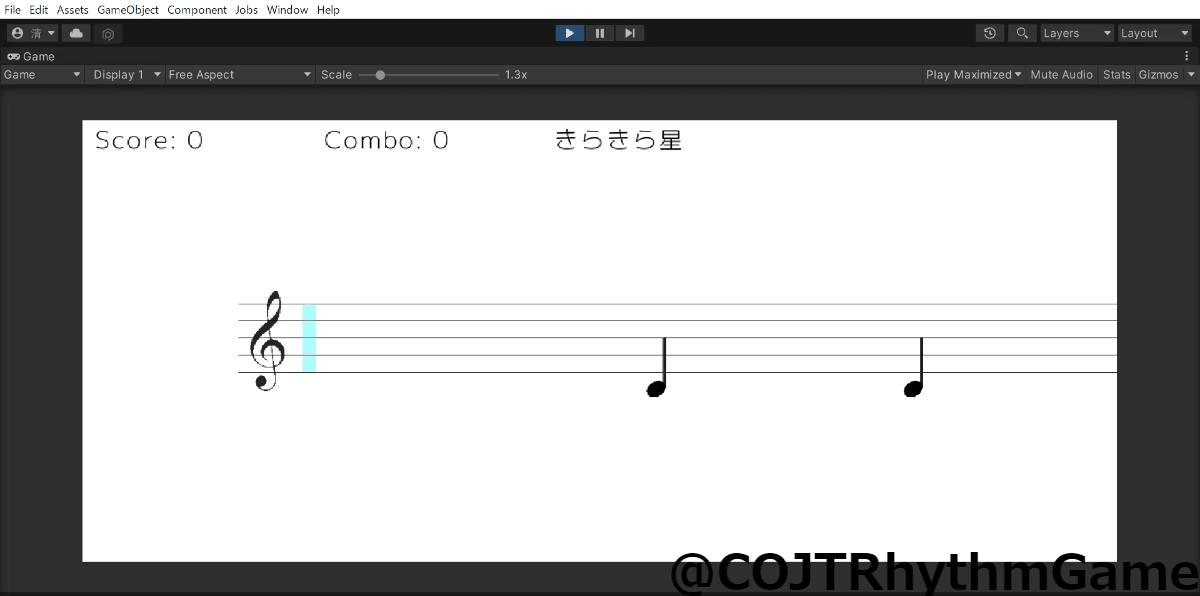 File Edit Assets GameObject Component Jobs Window Help
清 Layers Layout
Game
Game Display 1 Free Aspect Scale 1.3x Play Maximized Mute Audio Stats Gizmos
Score: 0 Combo: 0 きらきら星
@COJTRhythmGame